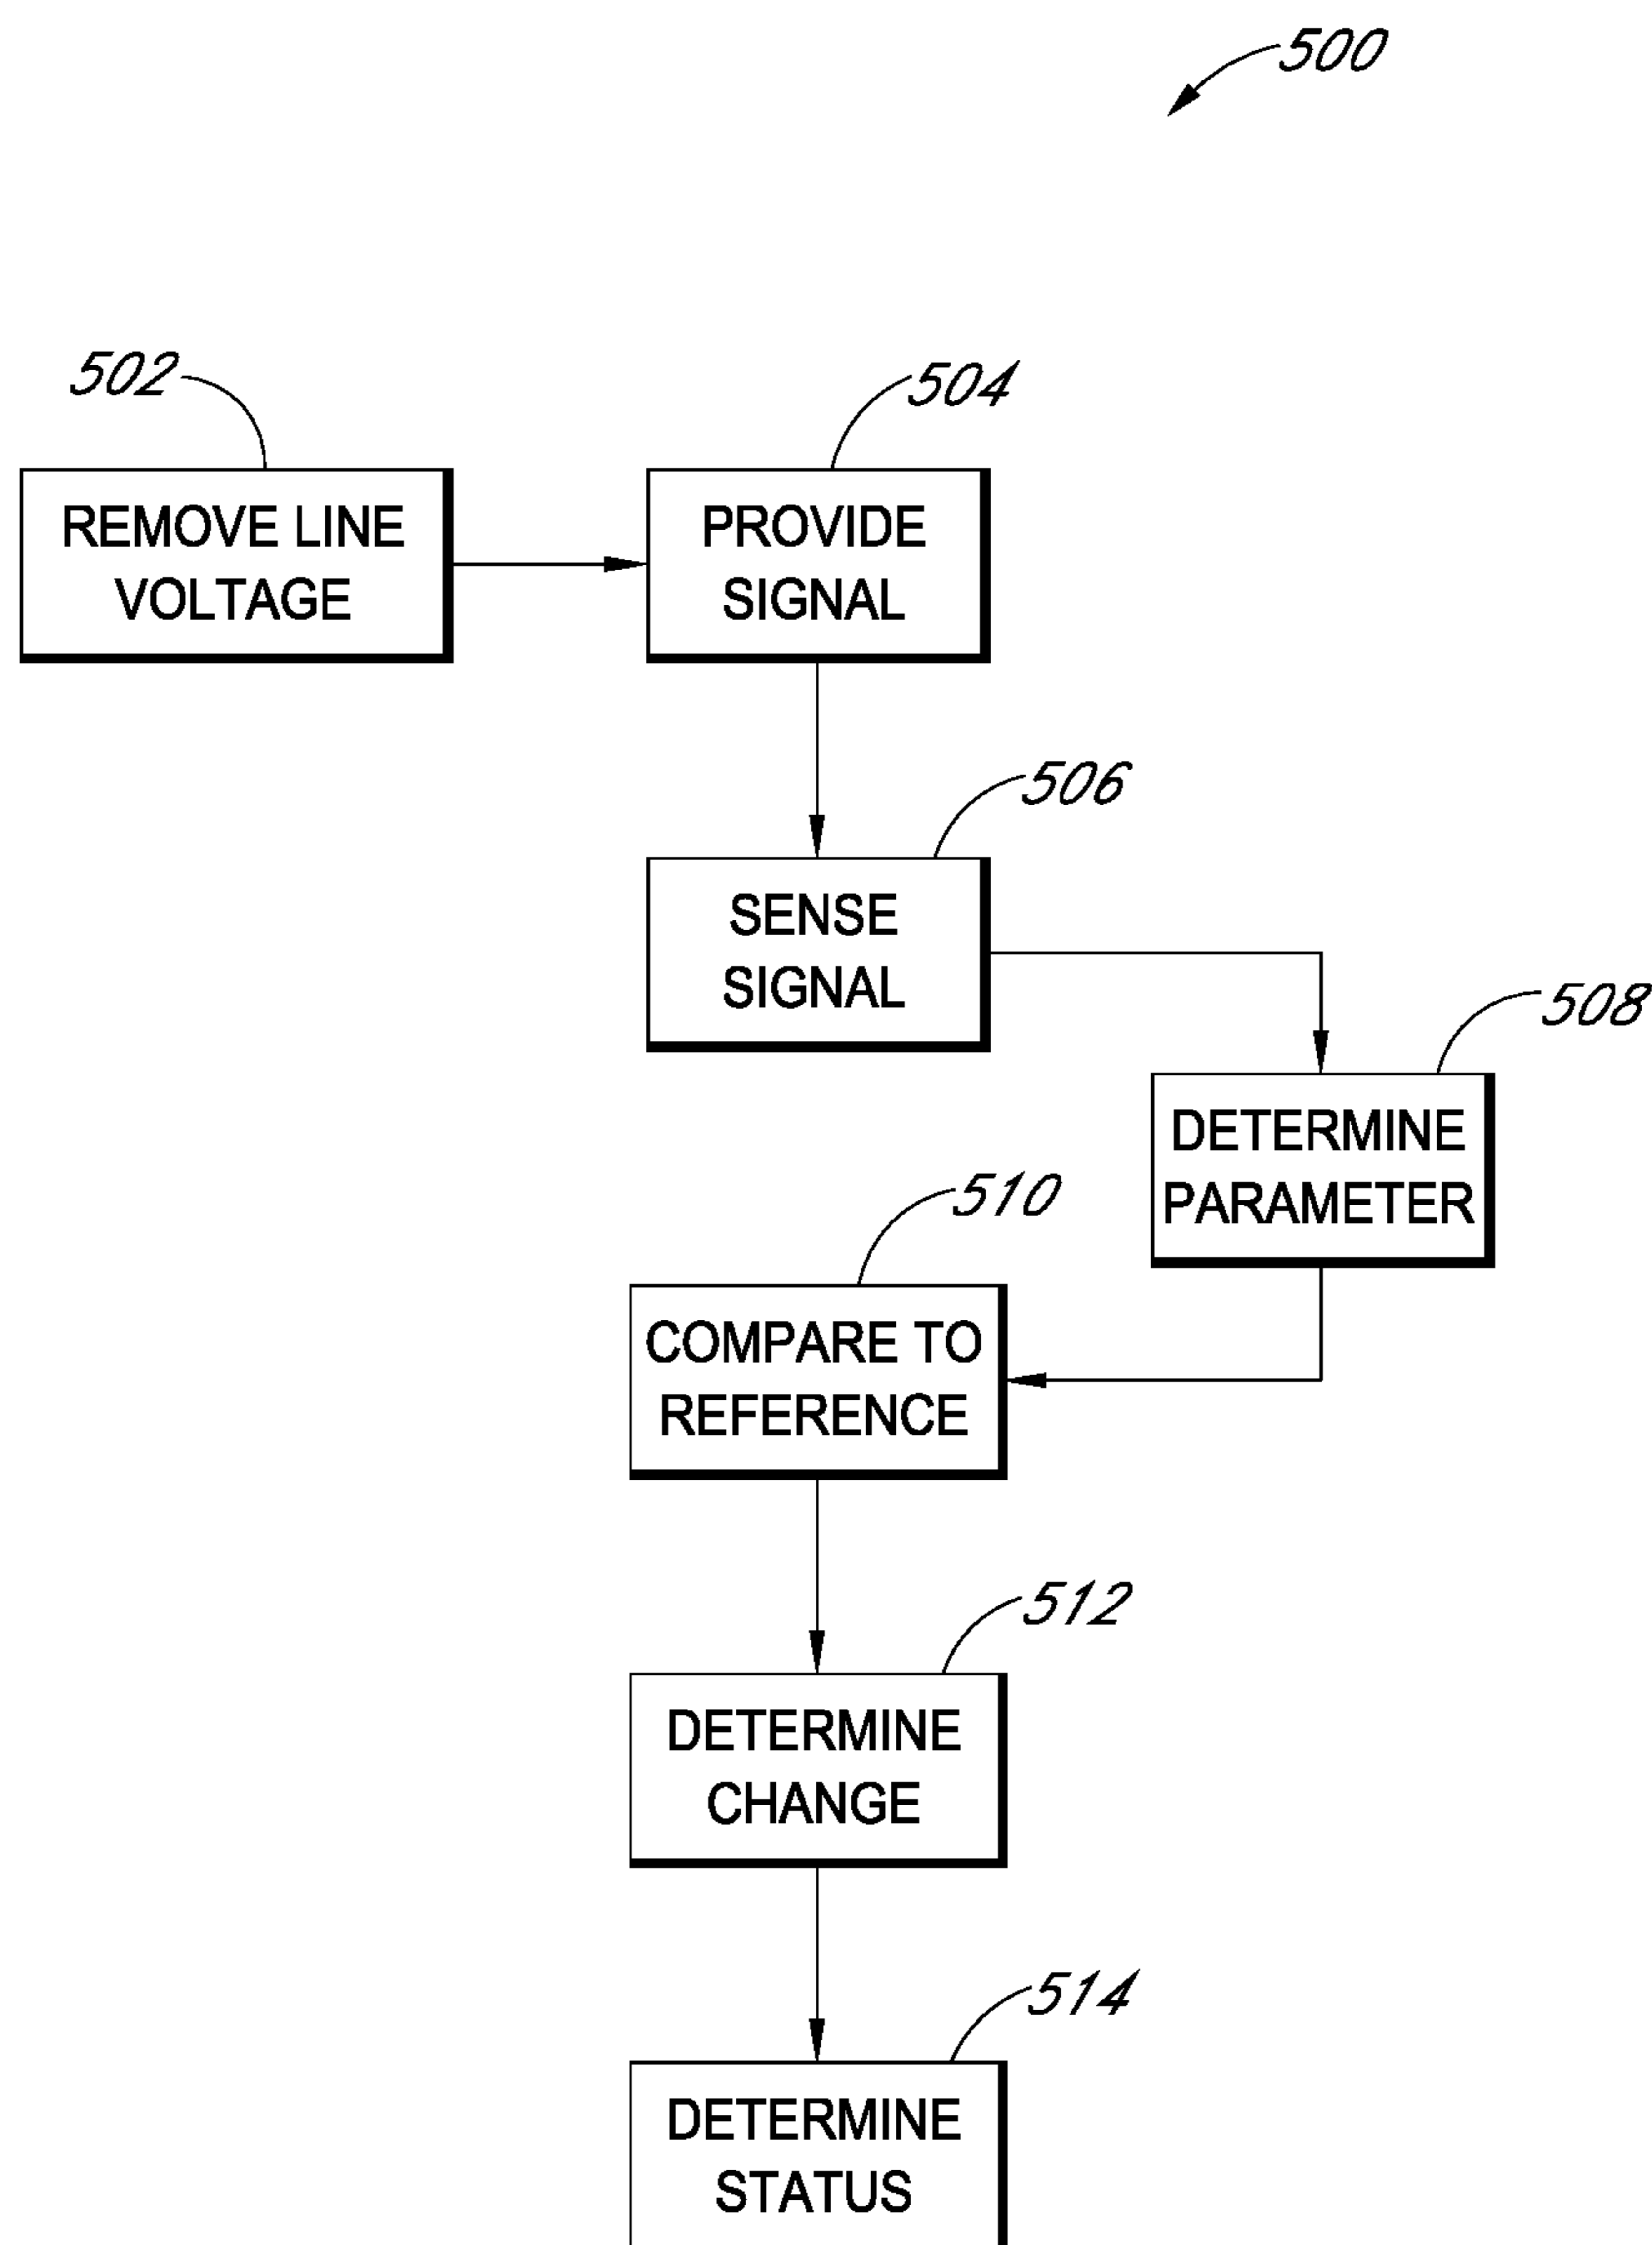 500
502
REMOVE LINE
VOLTAGE
504
PROVIDE
SIGNAL
506
SENSE
SIGNAL
508
DETERMINE
PARAMETER
510
COMPARE TO
REFERENCE
512
DETERMINE
CHANGE
514
DETERMINE
STATUS